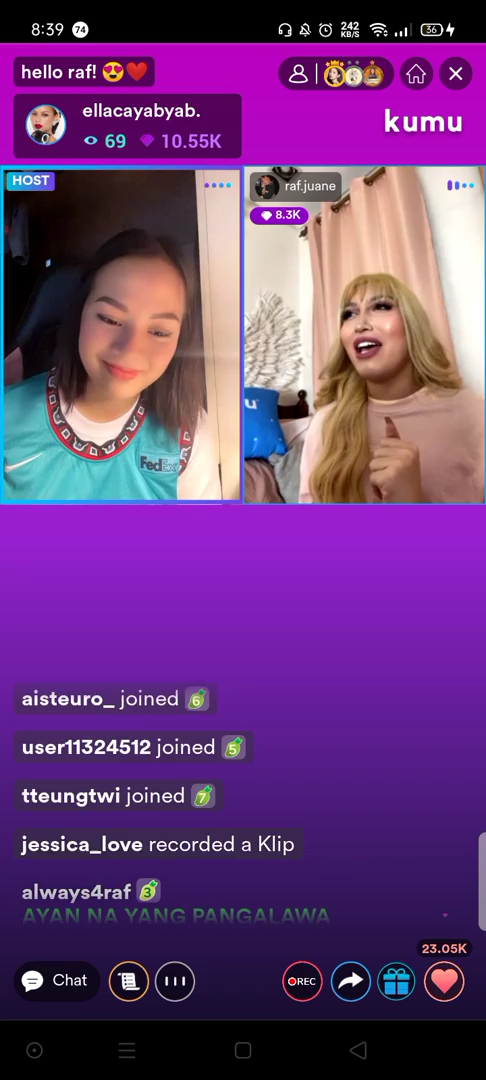 8:39 74 242 KB/S 36
hello raf! 😍❤️
ellacayabyab.
69 10.55K
kumu
HOST
raf.juane
8.3K
FedEx
u
aisteuro_ joined 6
user11324512 joined 5
tteungtwi joined 7
jessica_love recorded a Klip
always4raf 3
AYAN NA YANG PANGALAWA
23.05K
Chat
REC